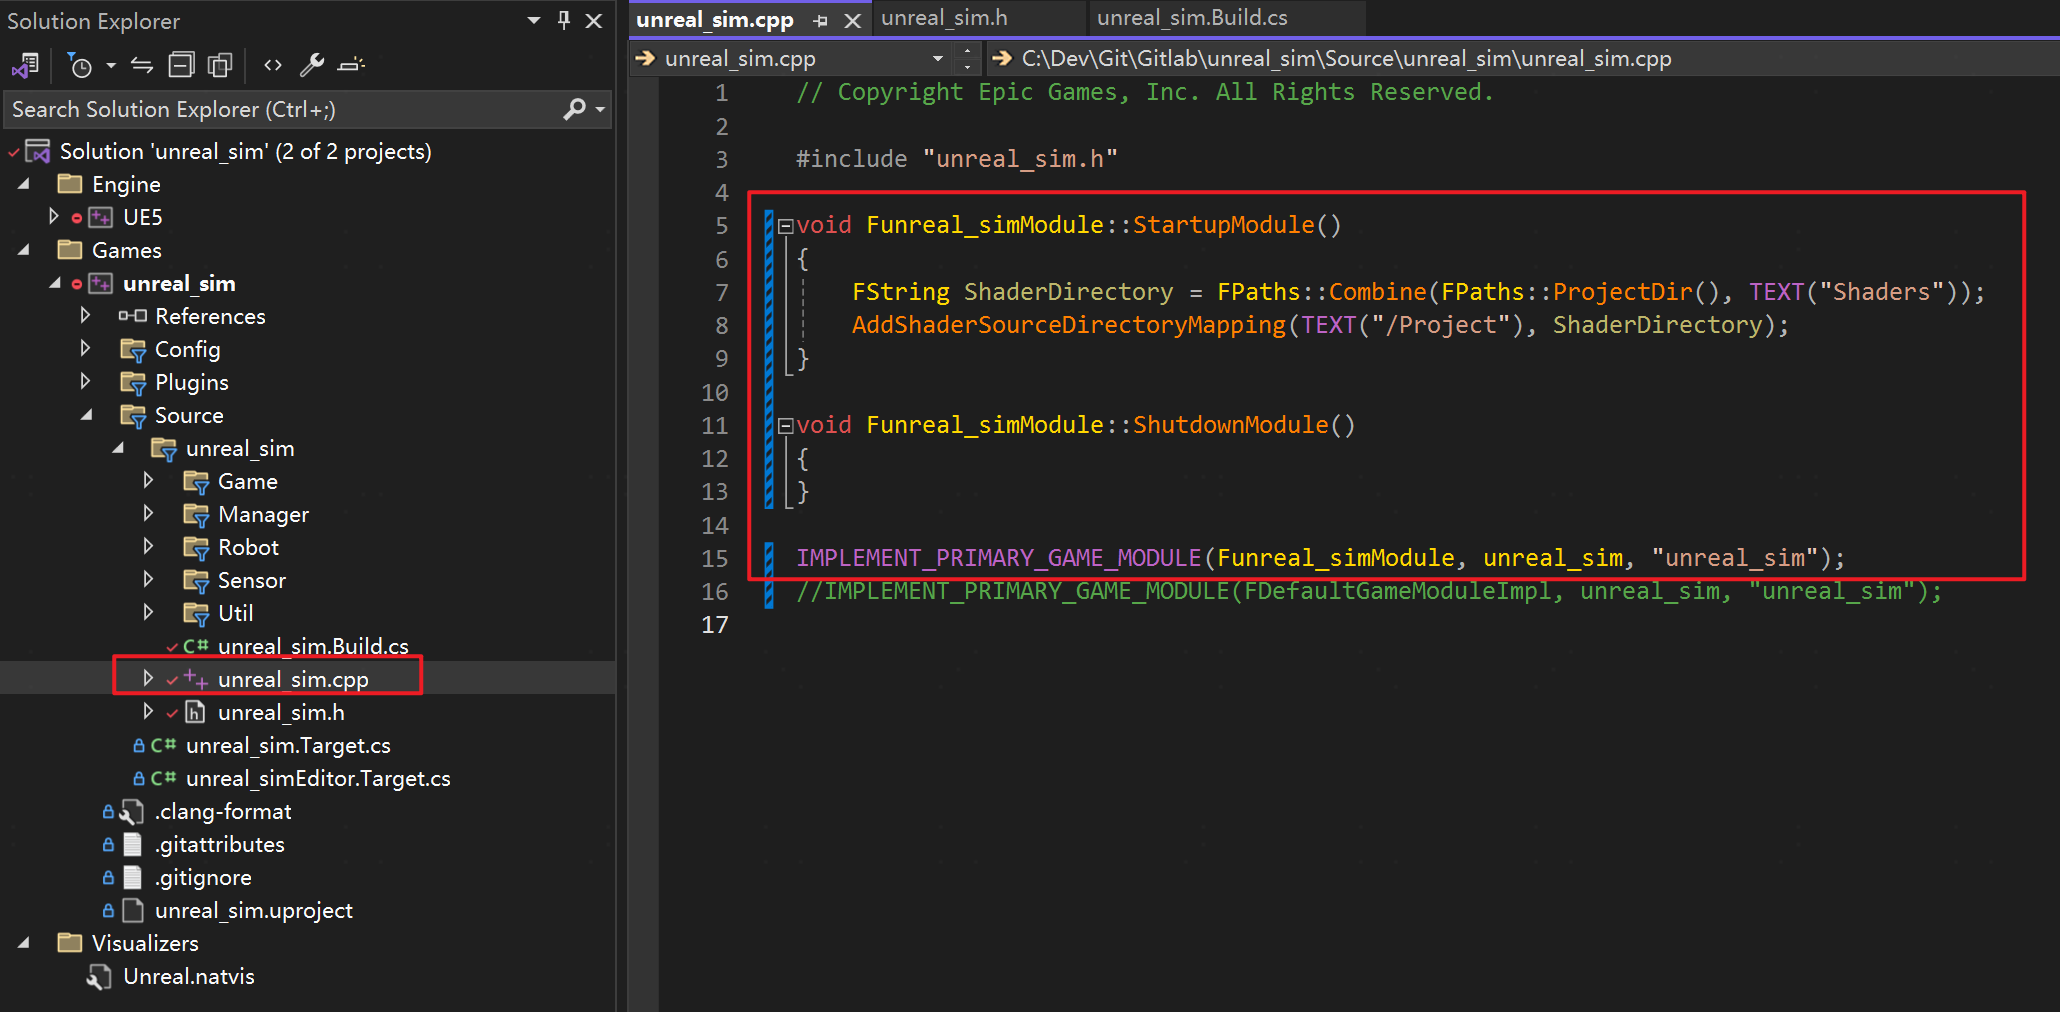 Solution Explorer
Search Solution Explorer (Ctrl+;)
Solution 'unreal_sim' (2 of 2 projects)
Engine
UE5
Games
unreal_sim
References
Config
Plugins
Source
unreal_sim
Game
Manager
Robot
Sensor
Util
C# unreal_sim.Build.cs
++ unreal_sim.cpp
h unreal_sim.h
C# unreal_sim.Target.cs
C# unreal_simEditor.Target.cs
.clang-format
.gitattributes
.gitignore
unreal_sim.uproject
Visualizers
Unreal.natvis
unreal_sim.cpp
unreal_sim.h
unreal_sim.Build.cs
unreal_sim.cpp
C:\Dev\Git\Gitlab\unreal_sim\Source\unreal_sim\unreal_sim.cpp
1 // Copyright Epic Games, Inc. All Rights Reserved.
2
3 #include "unreal_sim.h"
4
5 void Funreal_simModule::StartupModule()
6 {
7 FString ShaderDirectory = FPaths::Combine(FPaths::ProjectDir(), TEXT("Shaders"));
8 AddShaderSourceDirectoryMapping(TEXT("/Project"), ShaderDirectory);
9 }
10
11 void Funreal_simModule::ShutdownModule()
12 {
13 }
14
15 IMPLEMENT_PRIMARY_GAME_MODULE(Funreal_simModule, unreal_sim, "unreal_sim");
16 //IMPLEMENT_PRIMARY_GAME_MODULE(FDefaultGameModuleImpl, unreal_sim, "unreal_sim");
17